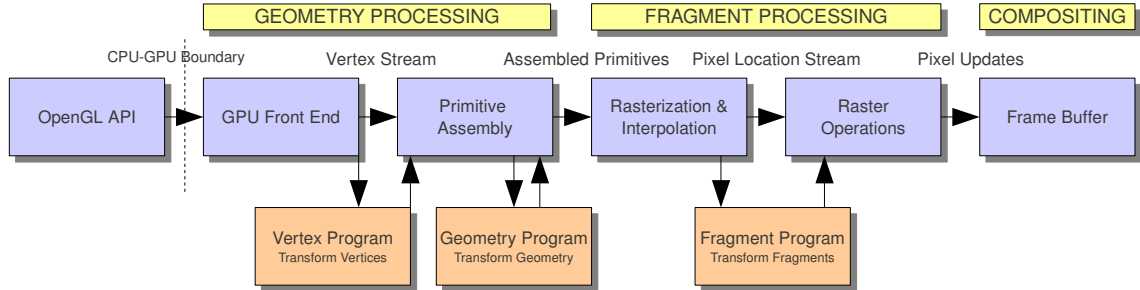 GEOMETRY PROCESSING
FRAGMENT PROCESSING
COMPOSITING
CPU-GPU Boundary
Vertex Stream
Assembled Primitives
Pixel Location Stream
Pixel Updates
OpenGL API
GPU Front End
Primitive
Assembly
Rasterization &
Interpolation
Raster
Operations
Frame Buffer
Vertex Program
Transform Vertices
Geometry Program
Transform Geometry
Fragment Program
Transform Fragments